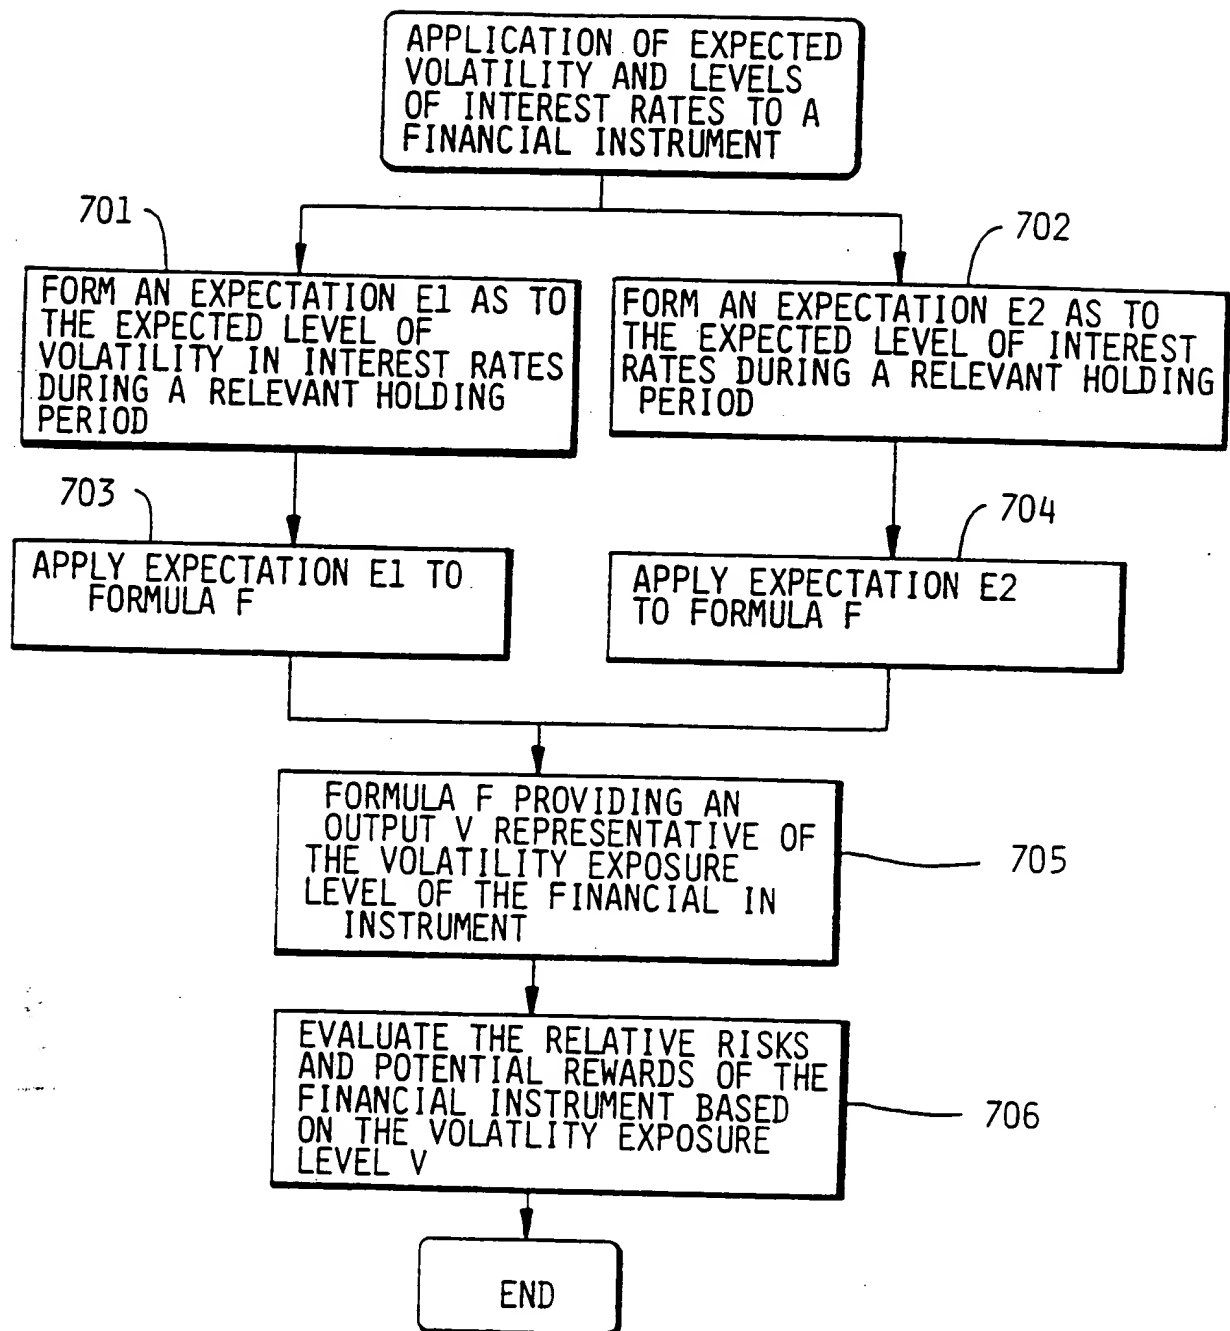 APPLICATION OF EXPECTED
VOLATILITY AND LEVELS
OF INTEREST RATES TO A
FINANCIAL INSTRUMENT
701
702
FORM AN EXPECTATION E1 AS TO
THE EXPECTED LEVEL OF
VOLATILITY IN INTEREST RATES
DURING A RELEVANT HOLDING
PERIOD
FORM AN EXPECTATION E2 AS TO
THE EXPECTED LEVEL OF INTEREST
RATES DURING A RELEVANT HOLDING
PERIOD
703
704
APPLY EXPECTATION E1 TO
FORMULA F
APPLY EXPECTATION E2
TO FORMULA F
FORMULA F PROVIDING AN
OUTPUT V REPRESENTATIVE OF
THE VOLATILITY EXPOSURE
LEVEL OF THE FINANCIAL IN
INSTRUMENT
705
EVALUATE THE RELATIVE RISKS
AND POTENTIAL REWARDS OF THE
FINANCIAL INSTRUMENT BASED
ON THE VOLATLITY EXPOSURE
LEVEL V
706
END